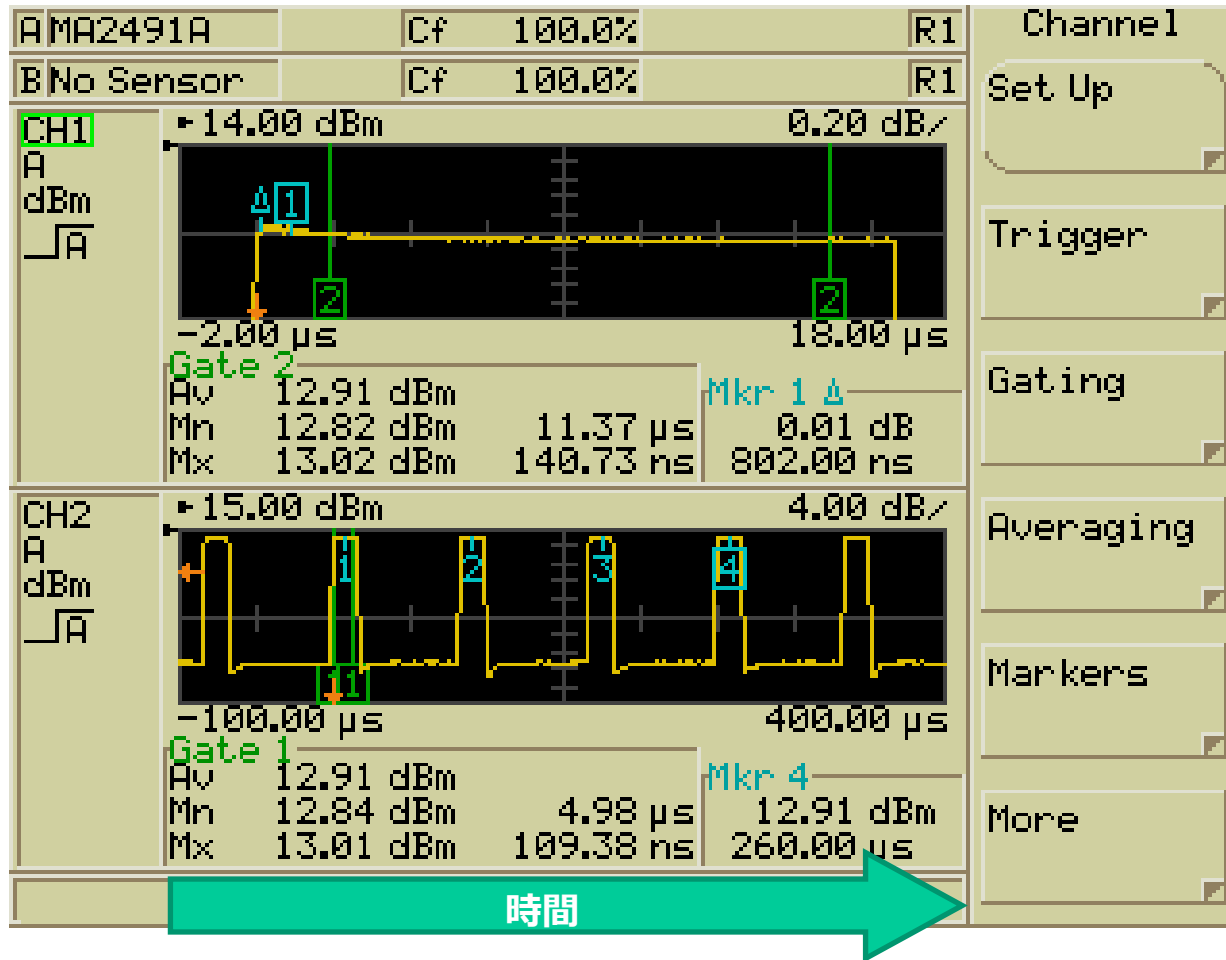 A MA2491A Cf 100.0% R1
B No Sensor Cf 100.0% R1
CH1
A
dBm
A
14.00 dBm 0.20 dB/
Δ 1
2 2
-2.00 µs 18.00 µs
Gate 2
Av 12.91 dBm
Mn 12.82 dBm 11.37 µs
Mx 13.02 dBm 140.73 ns
Mkr 1 Δ
0.01 dB
802.00 ns
CH2
A
dBm
A
15.00 dBm 4.00 dB/
1 2 3 4
1 1
-100.00 µs 400.00 µs
Gate 1
Av 12.91 dBm
Mn 12.84 dBm 4.98 µs
Mx 13.01 dBm 109.38 ns
Mkr 4
12.91 dBm
260.00 µs
時間
Channel
Set Up
Trigger
Gating
Averaging
Markers
More